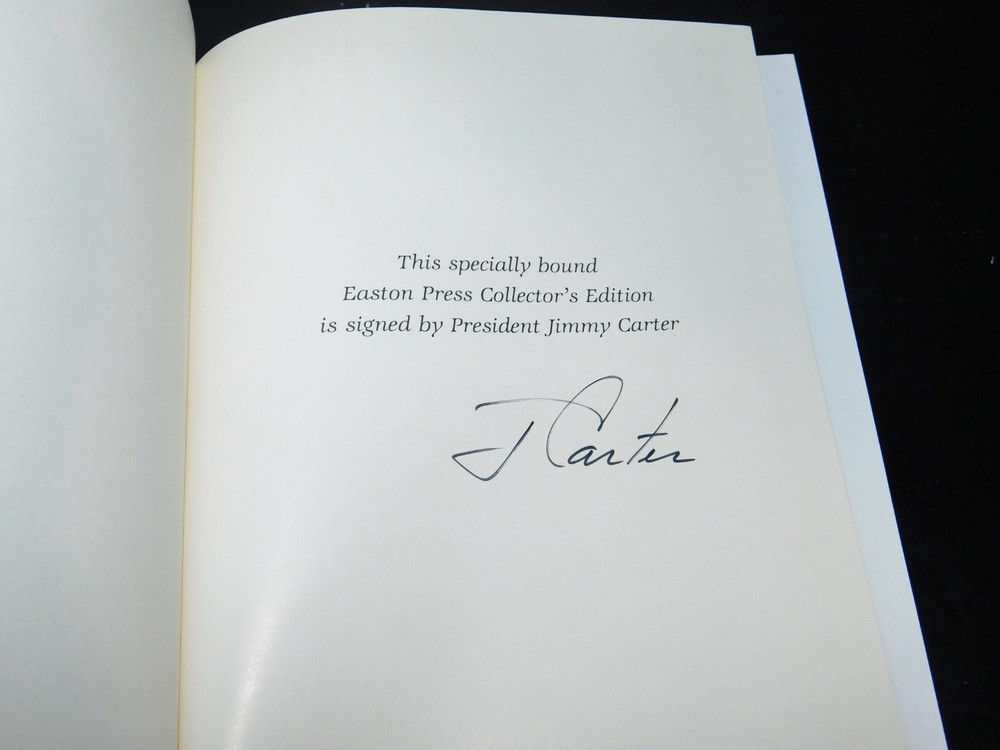 This specially bound
Easton Press Collector's Edition
is signed by President Jimmy Carter
J Carter